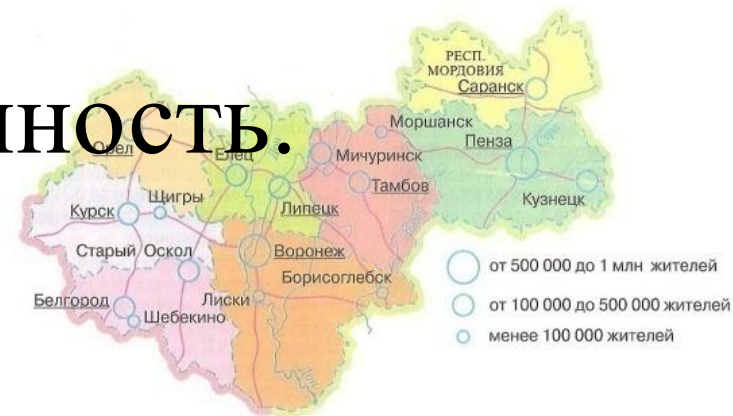 нность.
РЕСП.
МОРДОВИЯ
Саранск
Моршанск
Пенза
Орел
Елец
Мичуринск
Тамбов
Кузнецк
Курск
Щигры
Липецк
Старый Оскол
Воронеж
Борисоглебск
Белгород
Лиски
Шебекино
Дон
от 500 000 до 1 млн жителей
от 100 000 до 500 000 жителей
менее 100 000 жителей